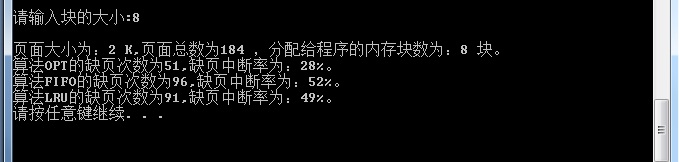 请输入块的大小:8
页面大小为：2 K,页面总数为184 ，分配给程序的内存块数为：8 块。
算法OPT的缺页次数为51,缺页中断率为：28%。
算法FIFO的缺页次数为96,缺页中断率为：52%。
算法LRU的缺页次数为91,缺页中断率为：49%。
请按任意键继续. . .